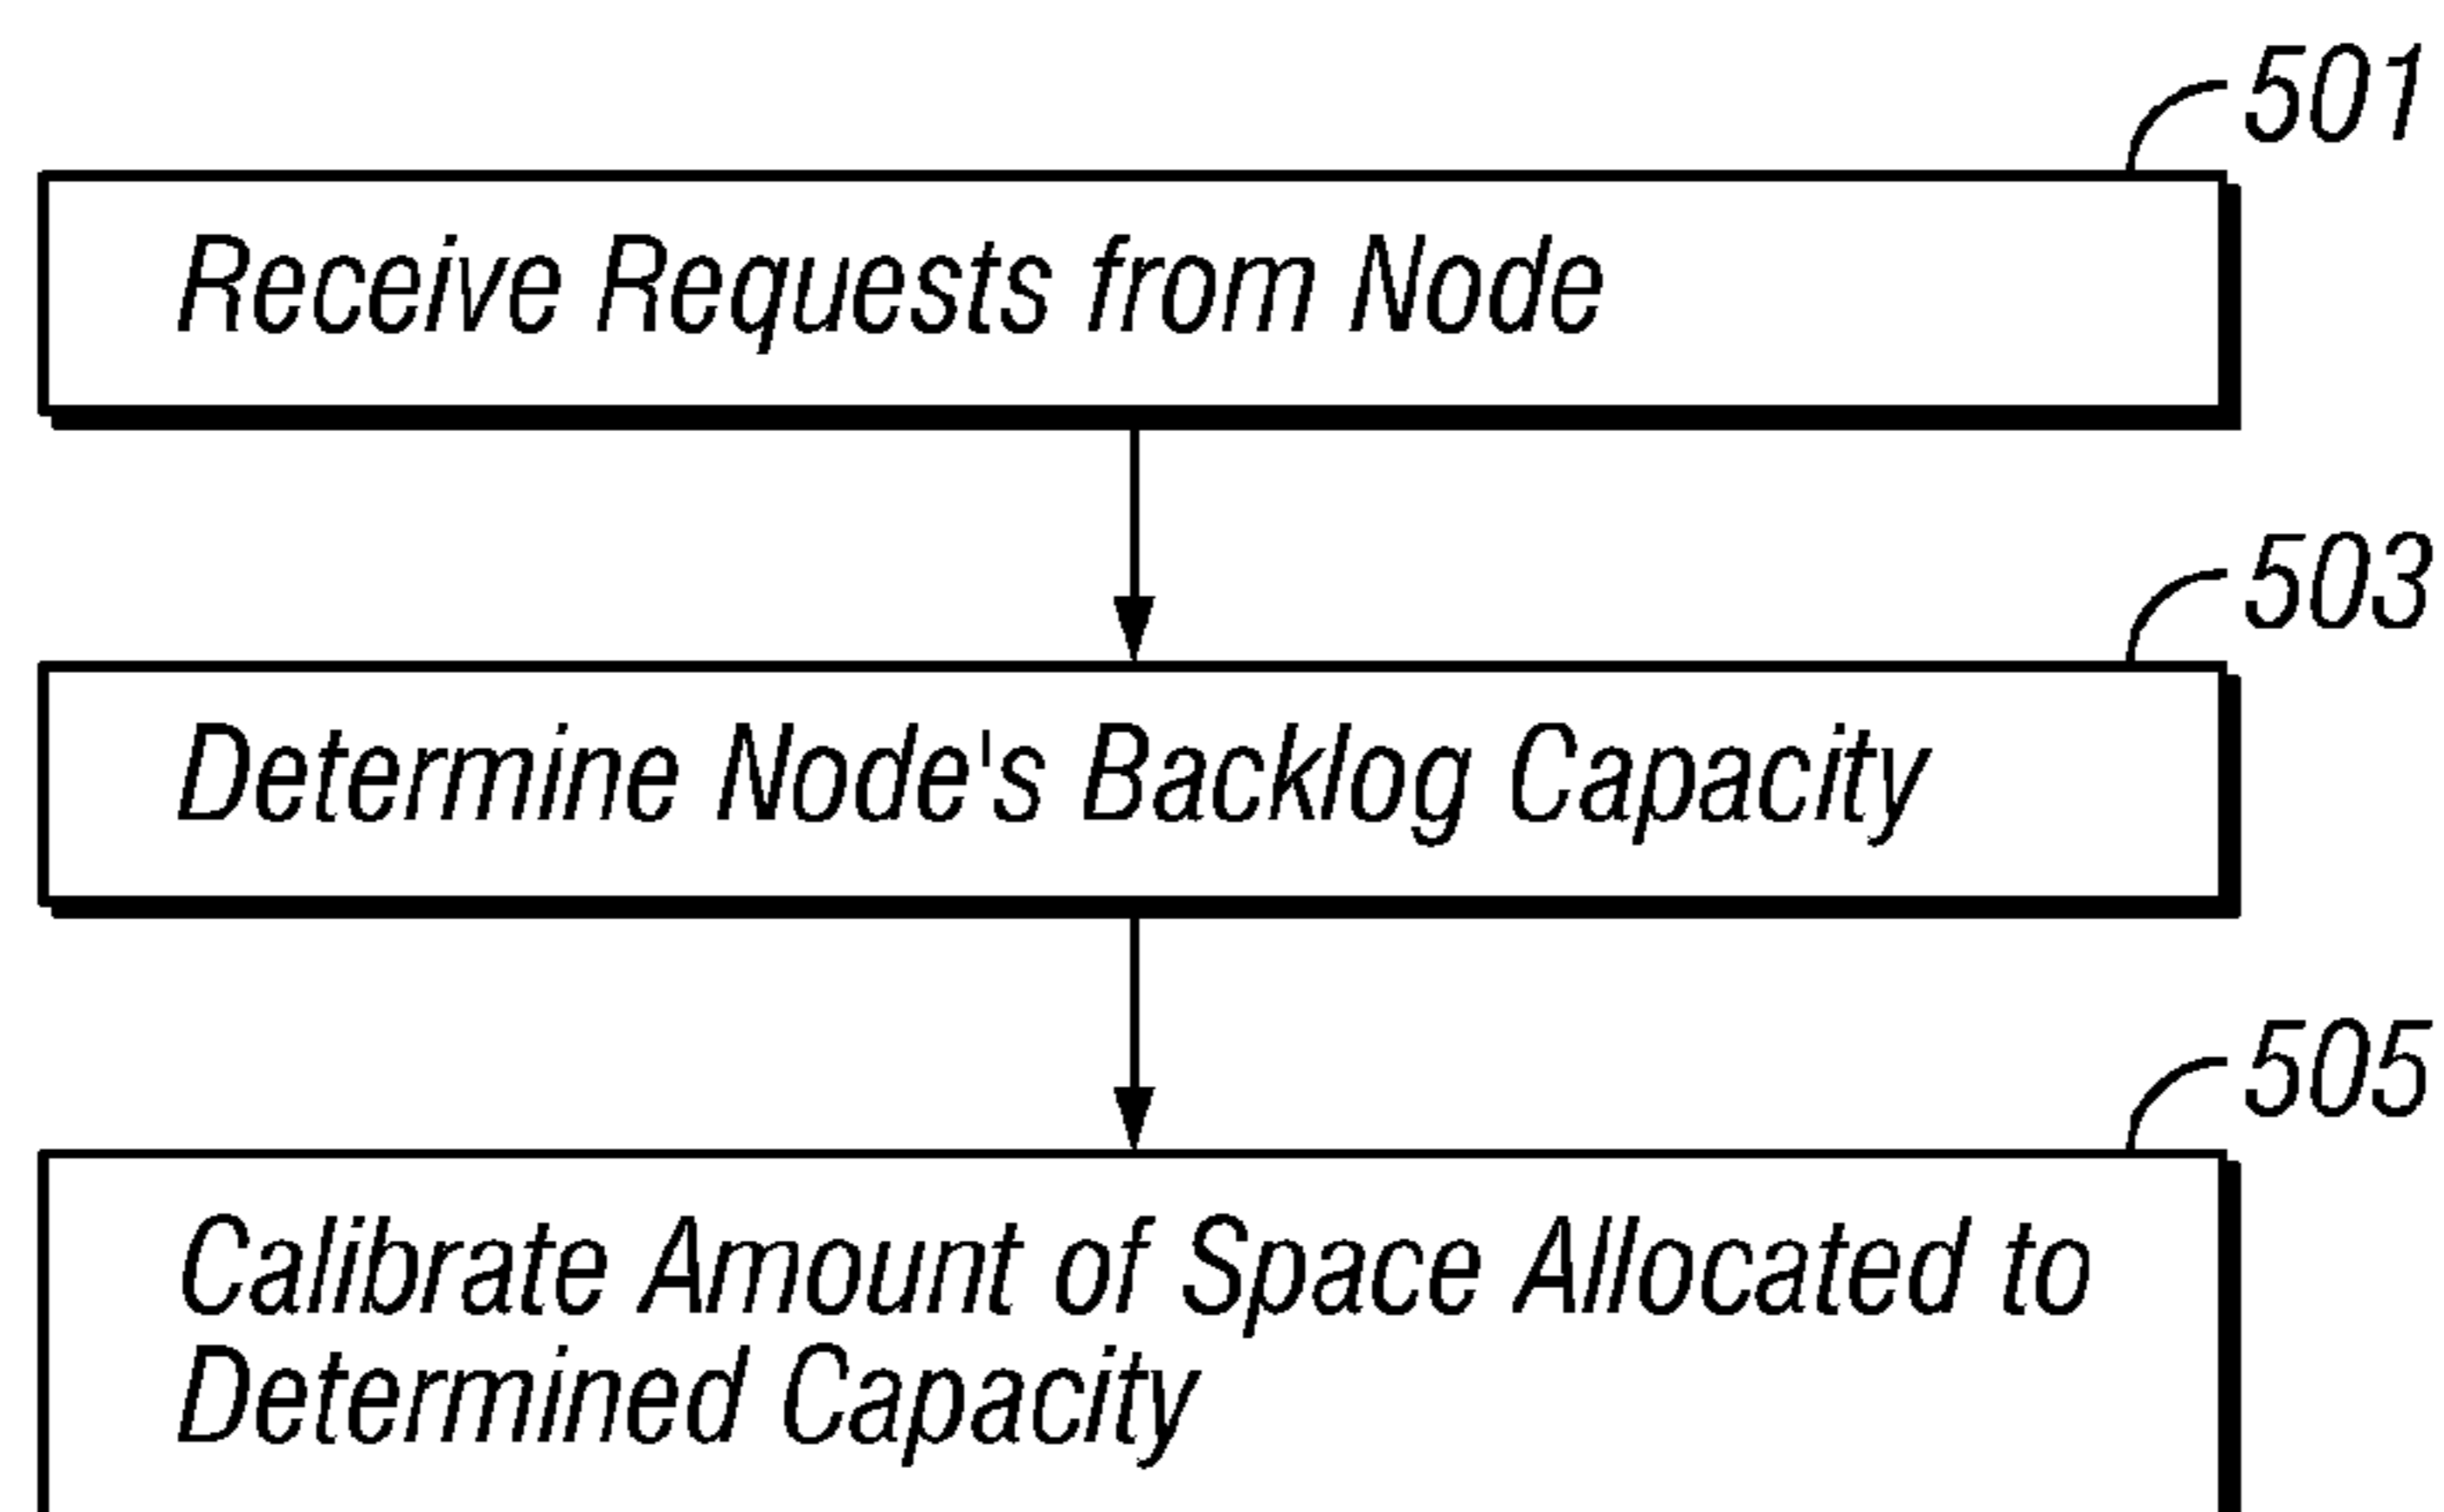 501
Receive Requests from Node
503
Determine Node's Backlog Capacity
505
Calibrate Amount of Space Allocated to
Determined Capacity